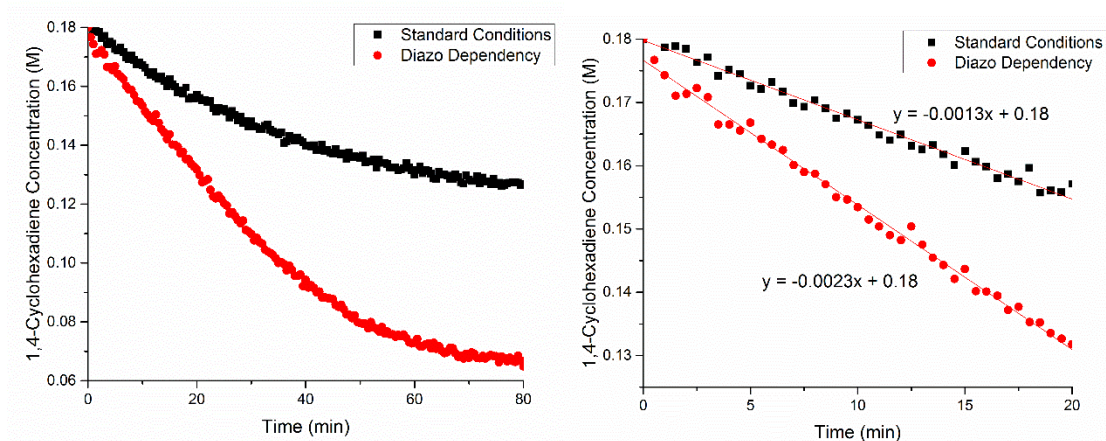 1,4-Cyclohexadiene Concentration (M)
0.18
0.16
0.14
0.12
0.10
0.08
0.06
0 20 40 60 80
Time (min)
Standard Conditions
Diazo Dependency
1,4-Cyclohexadiene Concentration (M)
0.18
0.17
0.16
0.15
0.14
0.13
0 5 10 15 20
Time (min)
Standard Conditions
Diazo Dependency
y = -0.0013x + 0.18
y = -0.0023x + 0.18